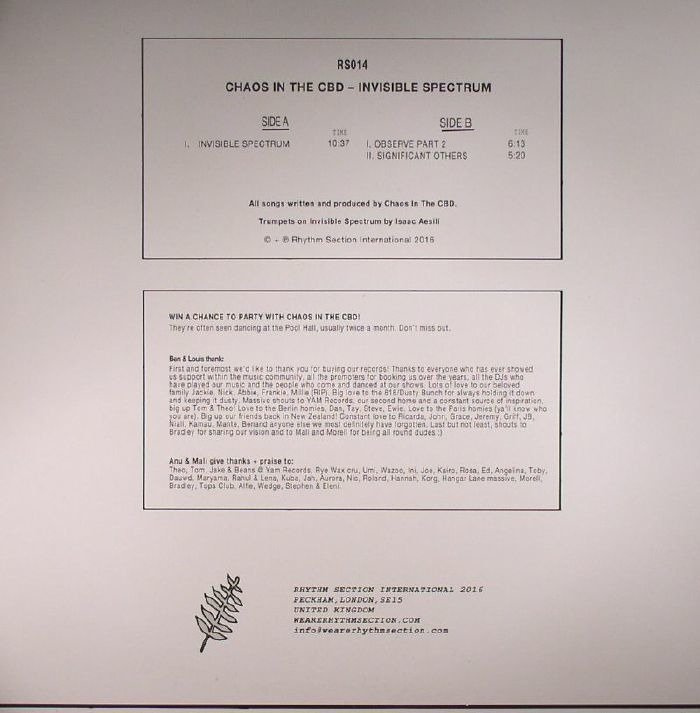 RS014
CHAOS IN THE CBD - INVISIBLE SPECTRUM
SIDE A
TIME
I. INVISIBLE SPECTRUM 10:37
SIDE B
TIME
I. OBSERVE PART 2 6:13
II. SIGNIFICANT OTHERS 5:20
All songs written and produced by Chaos In The CBD.
Trumpets on Invisible Spectrum by Isaac Aesili
© + ℗ Rhythm Section International 2016
WIN A CHANCE TO PARTY WITH CHAOS IN THE CBD!
They're often seen dancing at the Pool Hall, usually twice a month. Don't miss out.
Ben & Louis thank:
First and foremost we'd like to thank you for buying our records! Thanks to everyone who has ever showed
us support within the music community, all the promoters for booking us over the years, all the DJs who
have played our music and the people who come and danced at our shows. Lots of love to our beloved
family Jackie, Nick, Abbie, Frankie, Millie (RIP). Big love to the 818/Dusty Bunch for always holding it down
and keeping it dusty. Massive shouts to YAM Records, our second home and a constant source of inspiration,
big up Tom & Theo! Love to the Berlin homies, Das, Tay, Steve, Ewie. Love to the Paris homies (ya'll know who
you are). Big up our friends back in New Zealand! Constant love to Ricarda, John, Grace, Jeremy, Griff, JB,
Niall, Kamau, Mante, Ben and anyone else we most definitely have forgotten. Last but not least, shouts to
Bradley for sharing our vision and to Mali and Morell for being all round dudes :)
Anu & Mali give thanks + praise to:
Theo, Tom, Jake & Beans @ Yam Records, Rye Wax cru, Umi, Wazoo, Ini, Joe, Kairo, Rosa, Ed, Angelina, Toby,
Dauwd, Maryama, Rahul & Lena, Kuba, Jah, Aurora, Nic, Roland, Hannah, Korg, Hangar Lane massive, Morell,
Bradley, Tops Club, Alfie, Wedge, Stephen & Eleni.
RHYTHM SECTION INTERNATIONAL 2016
PECKHAM, LONDON, SE15
UNITED KINGDOM
WEARERHYTHMSECTION.COM
info@wearerhythmsection.com